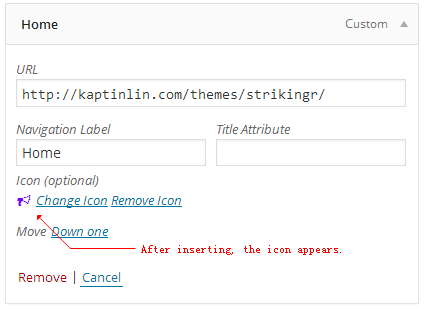 Home Custom
URL
http://kaptinlin.com/themes/strikingr/
Navigation Label Title Attribute
Home
Icon (optional)
Change Icon Remove Icon
Move Down one
After inserting, the icon appears.
Remove | Cancel